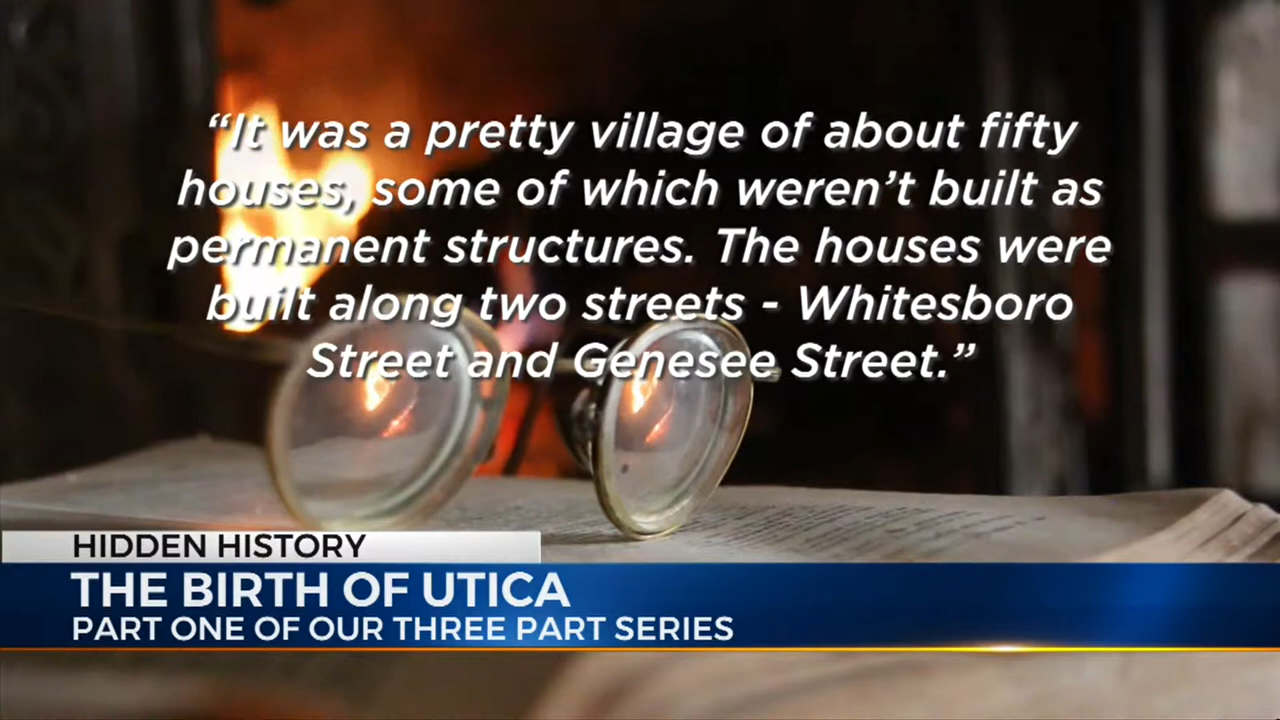 “It was a pretty village of about fifty
houses, some of which weren’t built as
permanent structures. The houses were
built along two streets - Whitesboro
Street and Genesee Street.”
HIDDEN HISTORY
THE BIRTH OF UTICA
PART ONE OF OUR THREE PART SERIES